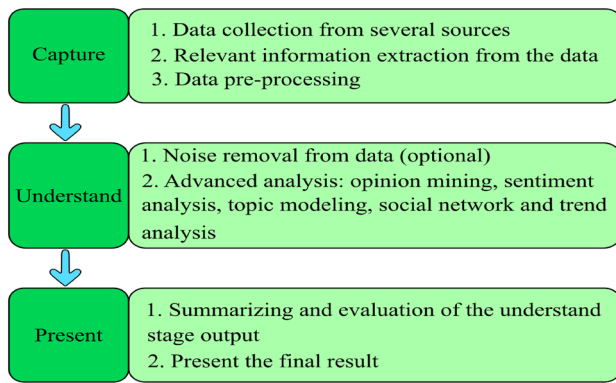 Capture
1. Data collection from several sources
2. Relevant information extraction from the data
3. Data pre-processing
Understand
1. Noise removal from data (optional)
2. Advanced analysis: opinion mining, sentiment
analysis, topic modeling, social network and trend
analysis
Present
1. Summarizing and evaluation of the understand
stage output
2. Present the final result